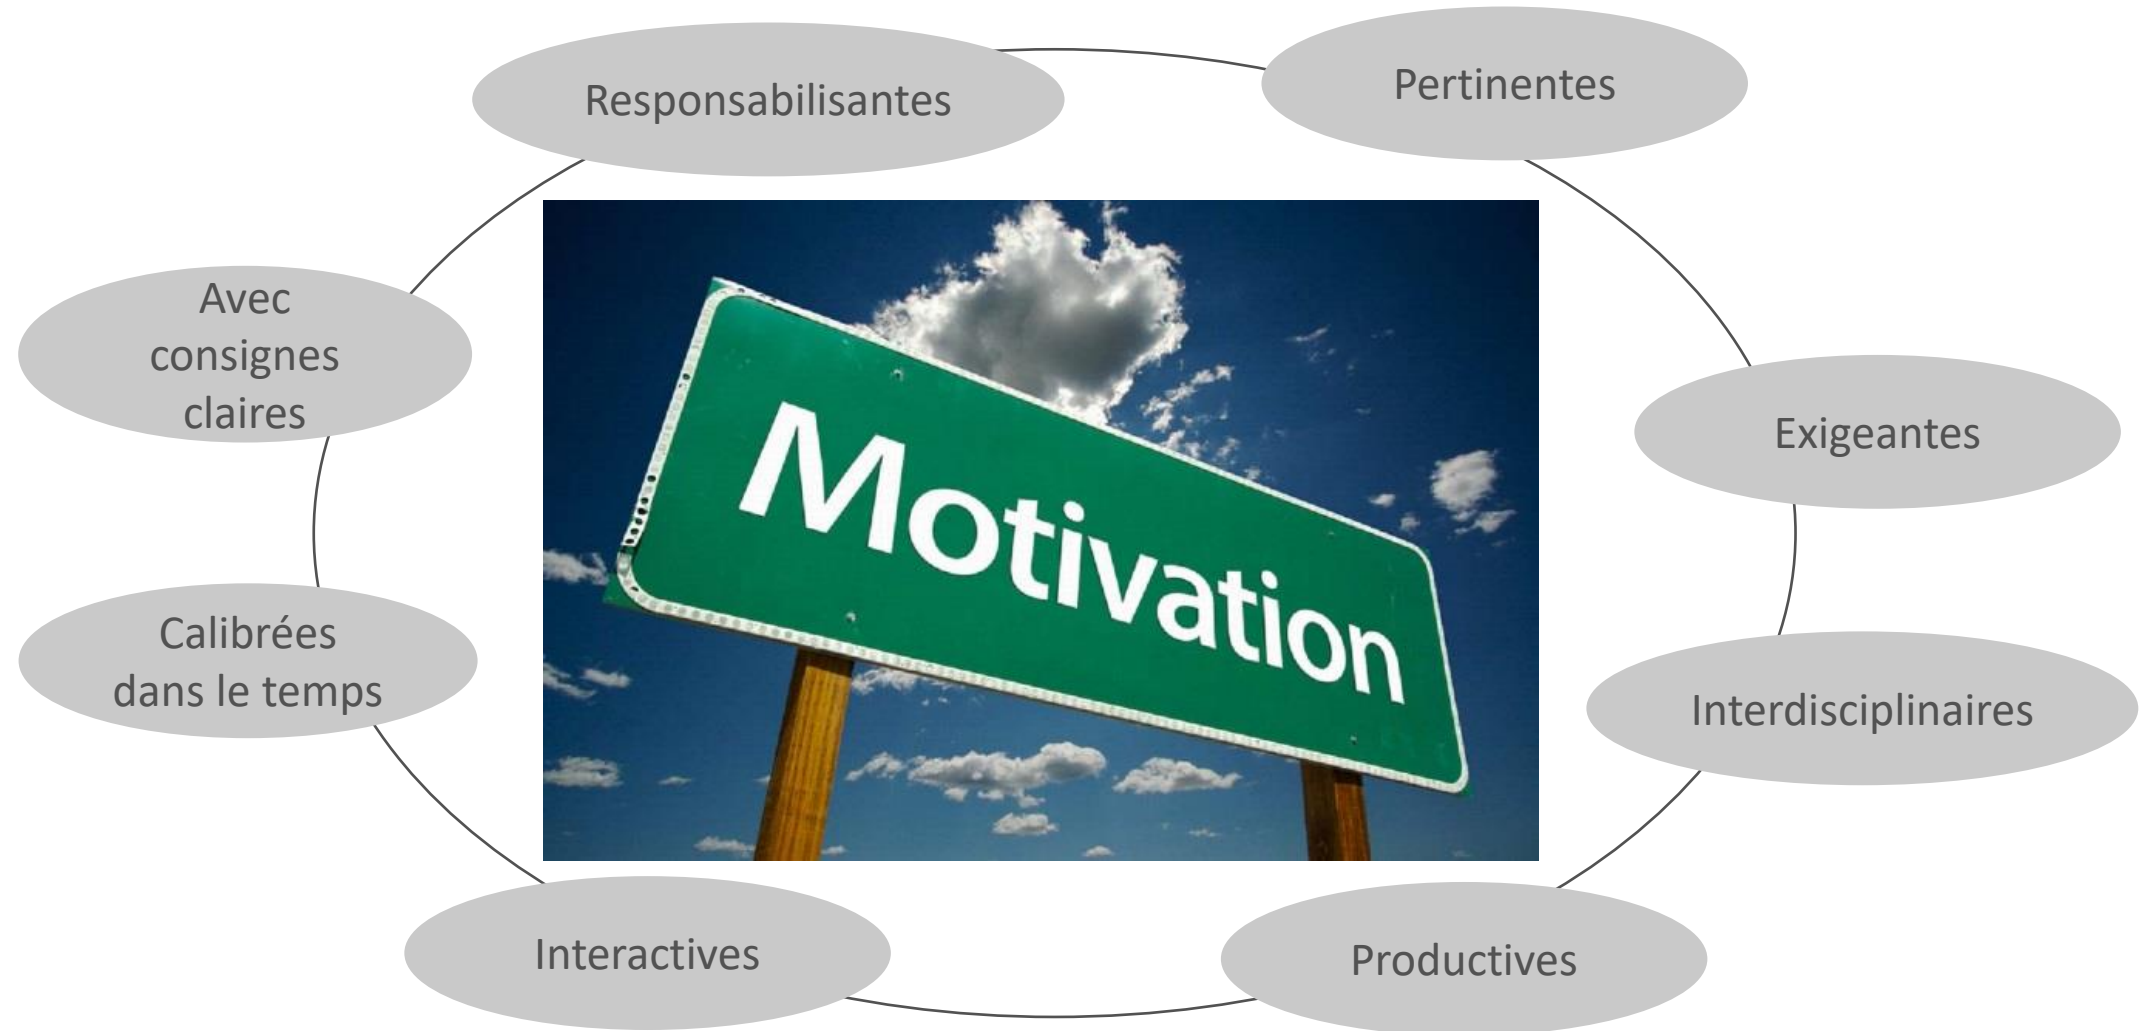 Responsabilisantes
Pertinentes
Avec
consignes
claires
Exigeantes
Motivation
Calibrées
dans le temps
Interdisciplinaires
Interactives
Productives